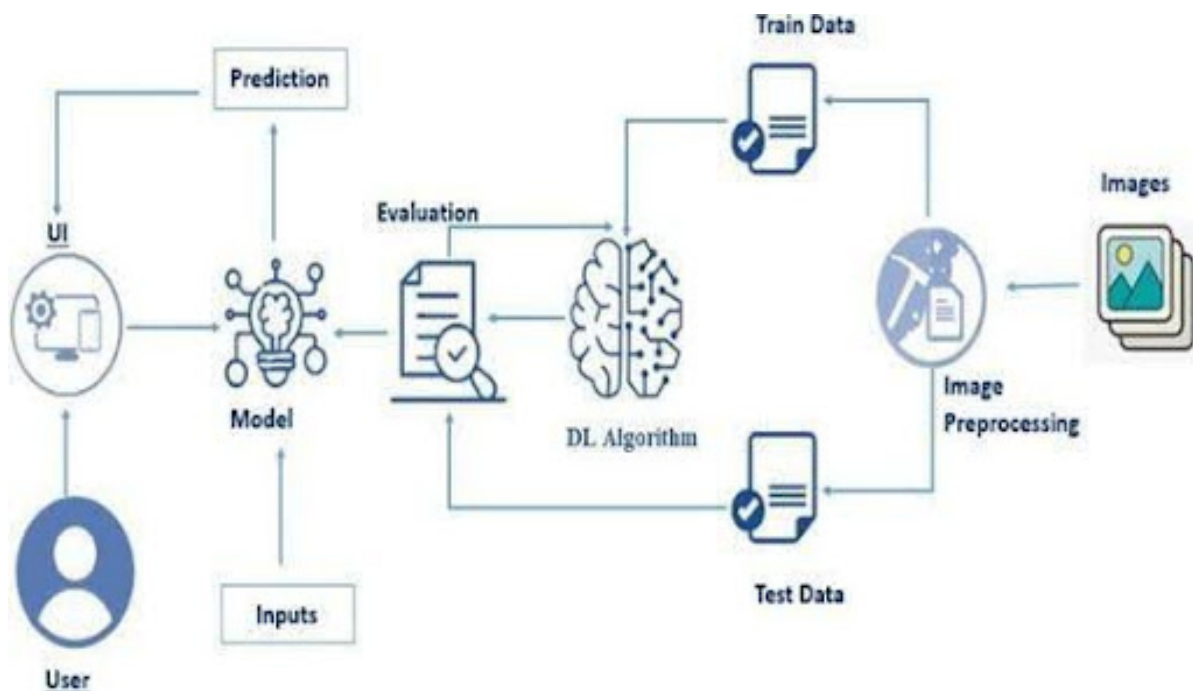 Train Data
Prediction
Images
Evaluation
UI
Model
DL Algorithm
Image
Preprocessing
Test Data
Inputs
User